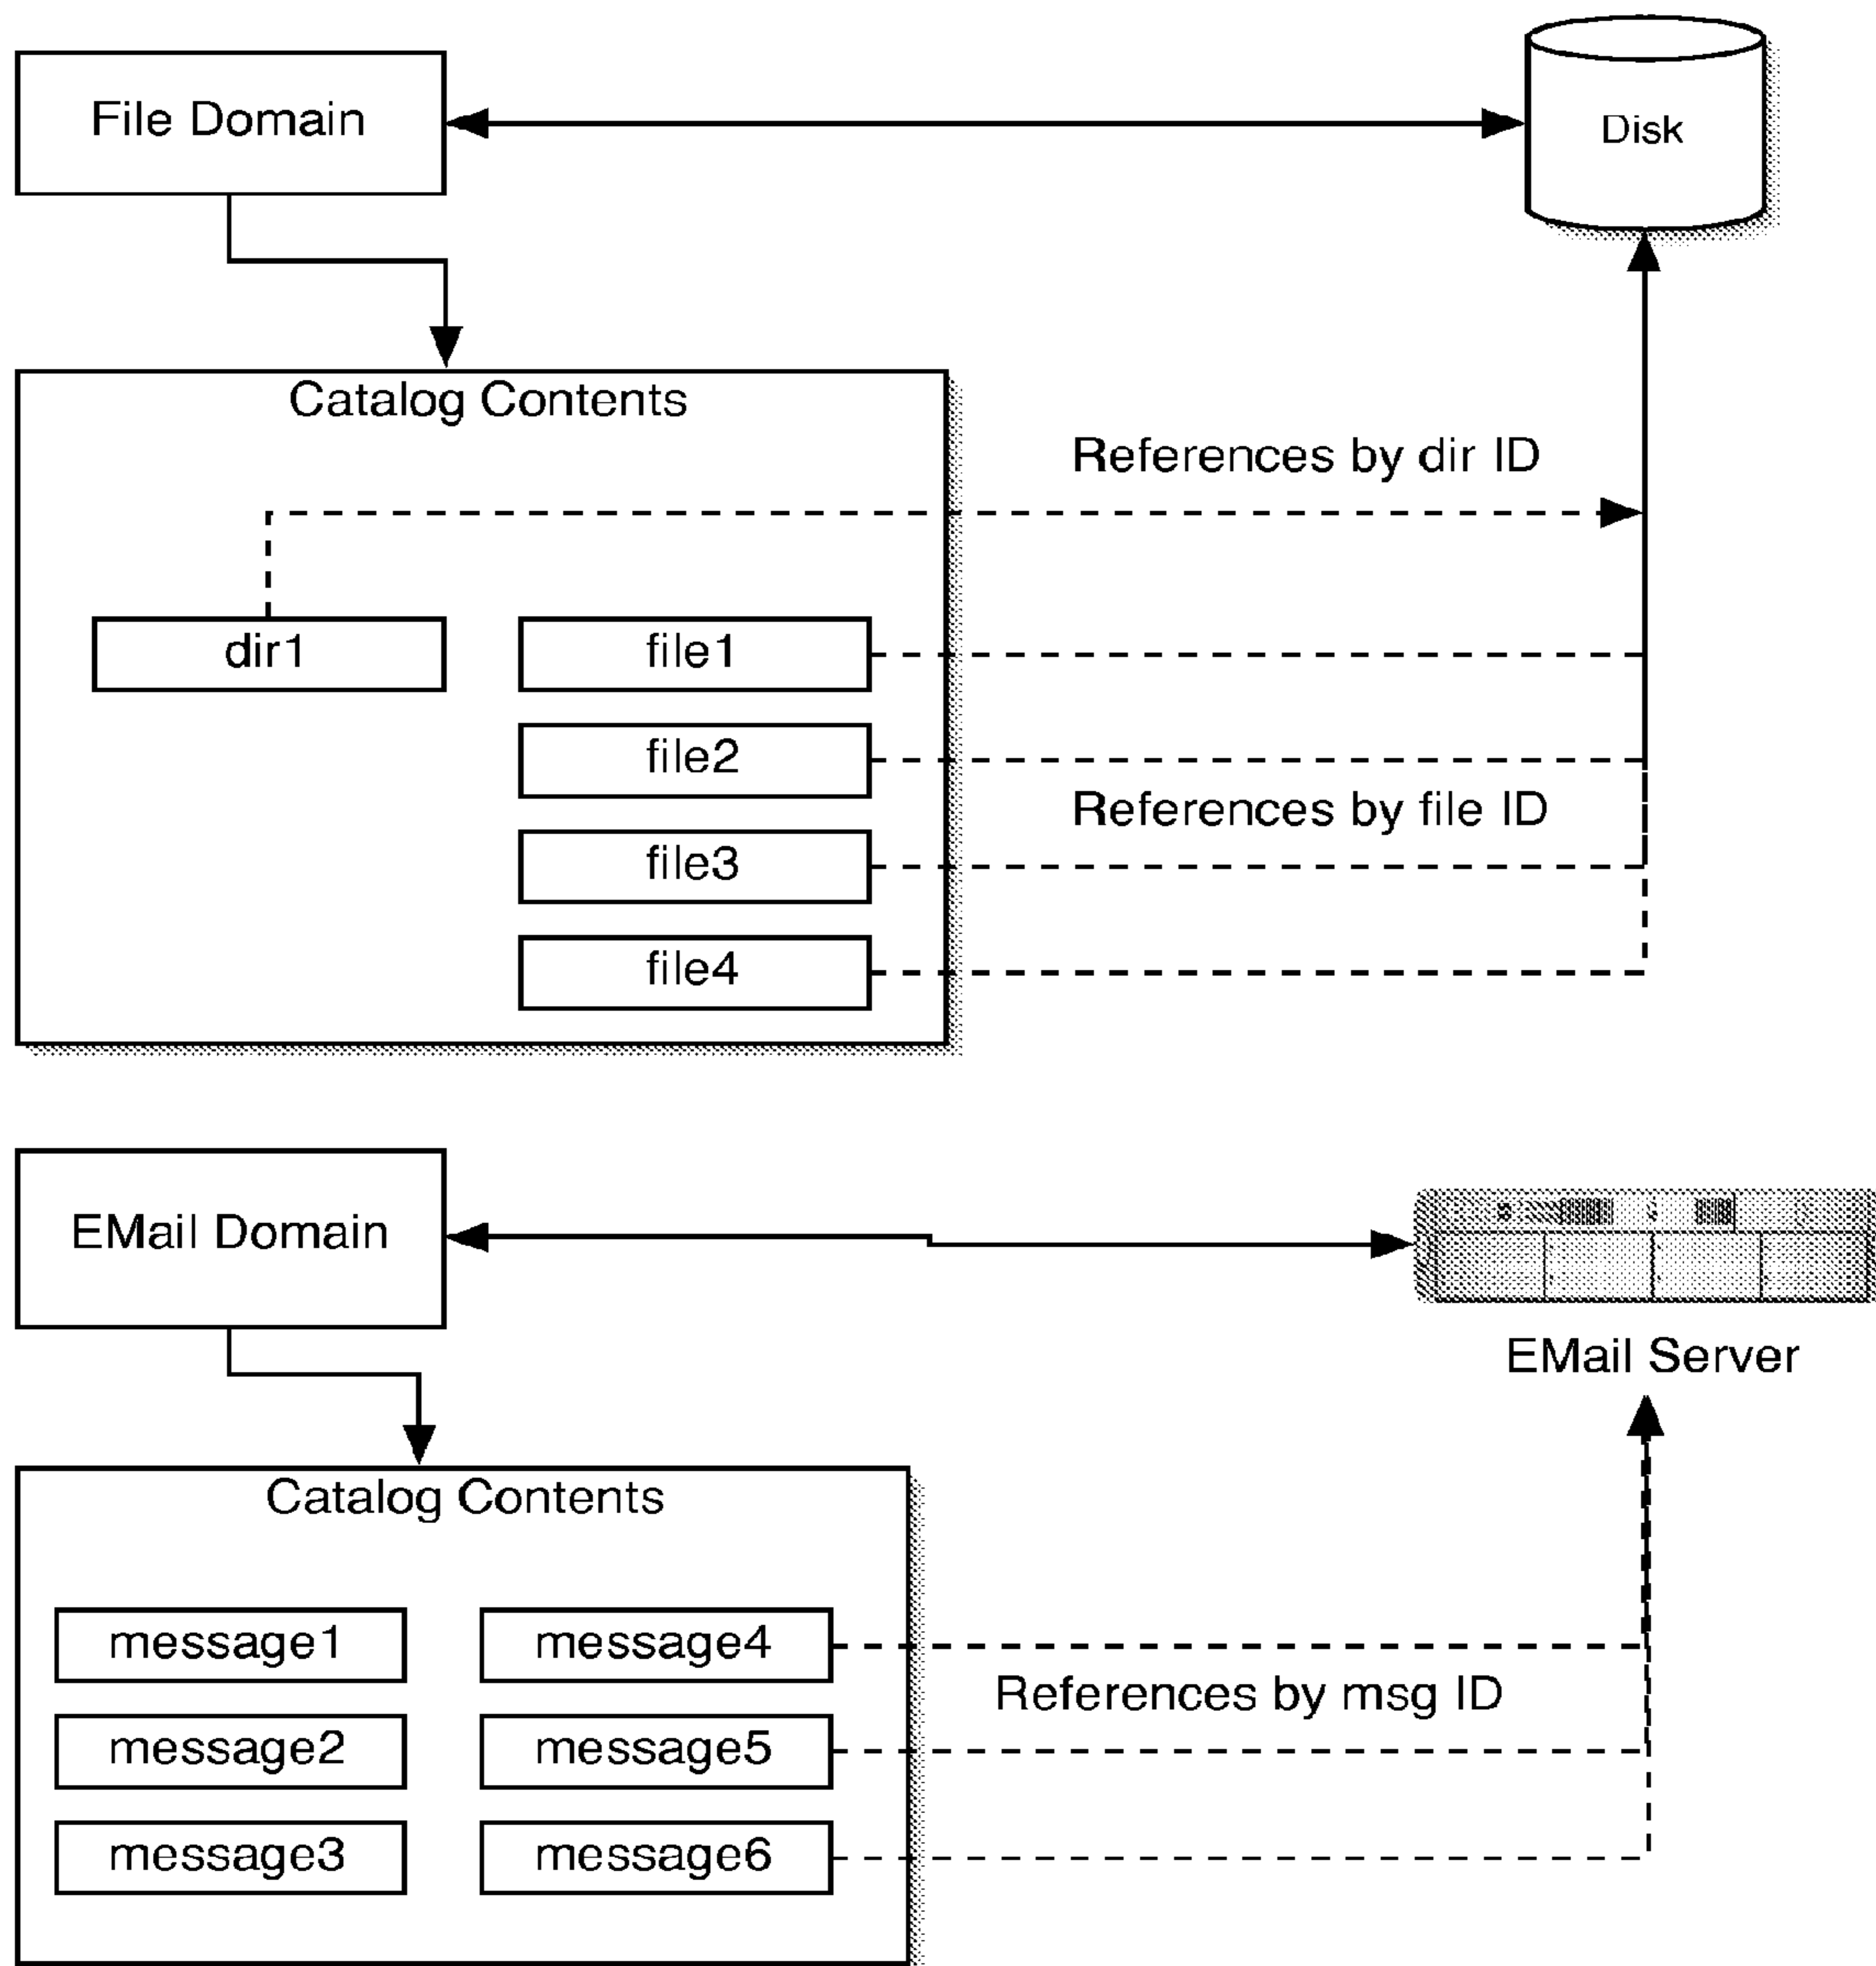 File Domain
Disk
Catalog Contents
References by dir ID
dir1
file1
file2
References by file ID
file3
file4
EMail Domain
EMail Server
Catalog Contents
message1
message4
References by msg ID
message2
message5
message3
message6